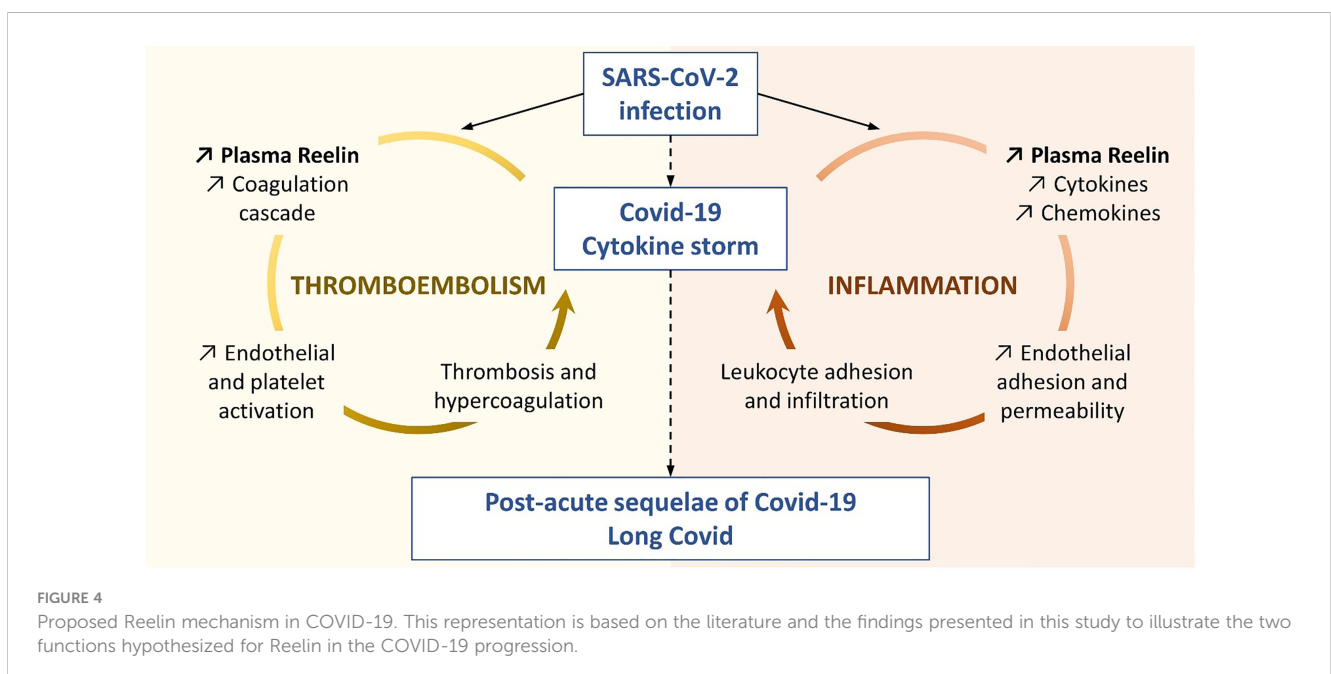 SARS-CoV-2
infection
↗ Plasma Reelin
↗ Coagulation
cascade
↗ Plasma Reelin
↗ Cytokines
↗ Chemokines
Covid-19
Cytokine storm
THROMBOEMBOLISM
INFLAMMATION
↗ Endothelial
and platelet
activation
Thrombosis and
hypercoagulation
Leukocyte adhesion
and infiltration
↗ Endothelial
adhesion and
permeability
Post-acute sequelae of Covid-19
Long Covid
FIGURE 4
Proposed Reelin mechanism in COVID-19. This representation is based on the literature and the findings presented in this study to illustrate the two
functions hypothesized for Reelin in the COVID-19 progression.